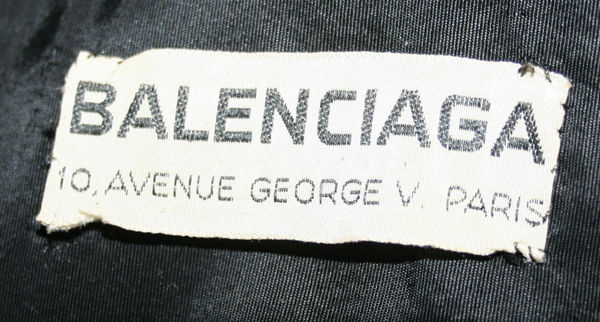 BALENCIAGA
10, AVENUE GEORGE V, PARIS